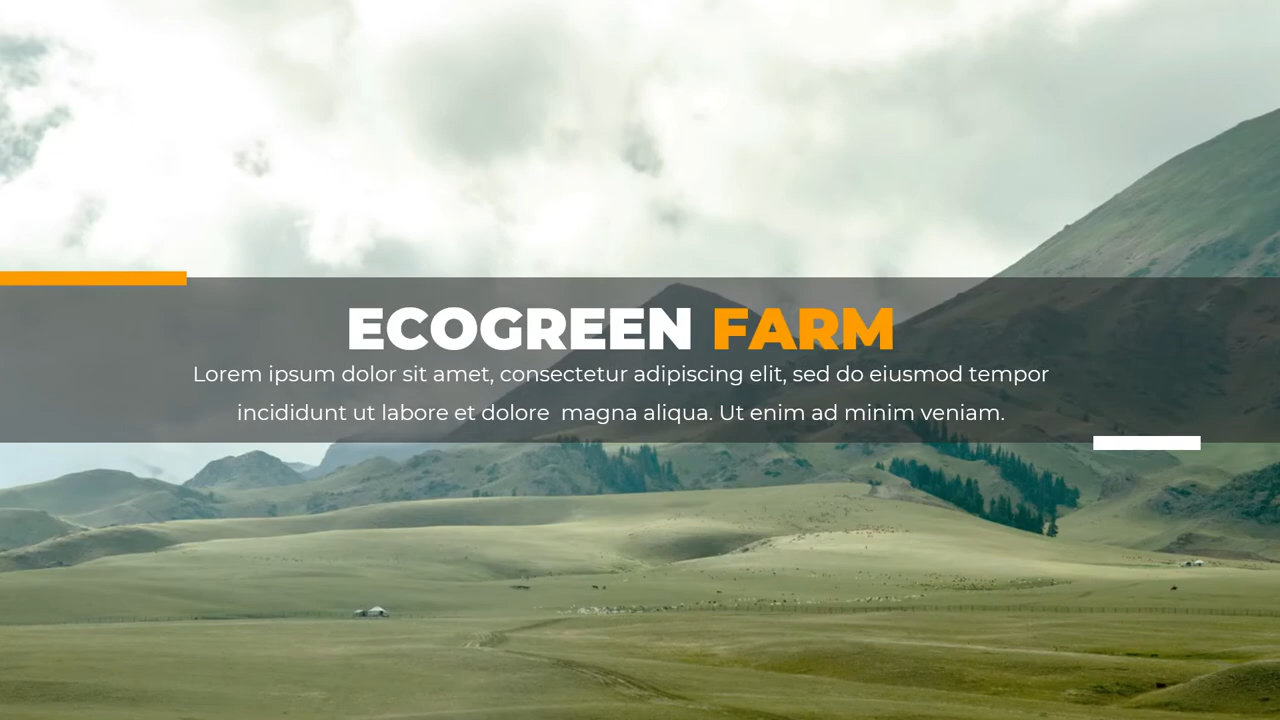 ECOGREEN FARM
Lorem ipsum dolor sit amet, consectetur adipiscing elit, sed do eiusmod tempor
incididunt ut labore et dolore  magna aliqua. Ut enim ad minim veniam.